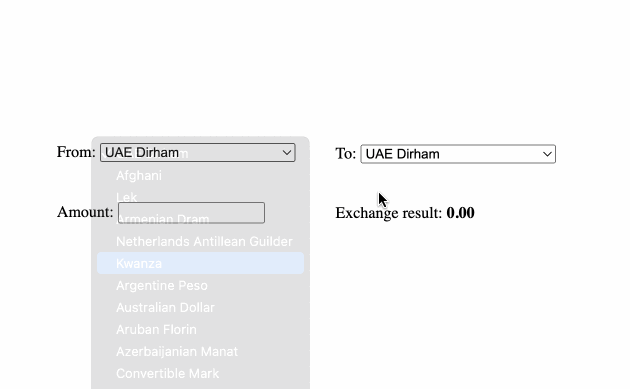 From: UAE Dirham
To: UAE Dirham
Afghani
Lek
Amount:
Armenian Dram
Exchange result: 0.00
Netherlands Antillean Guilder
Kwanza
Argentine Peso
Australian Dollar
Aruban Florin
Azerbaijanian Manat
Convertible Mark